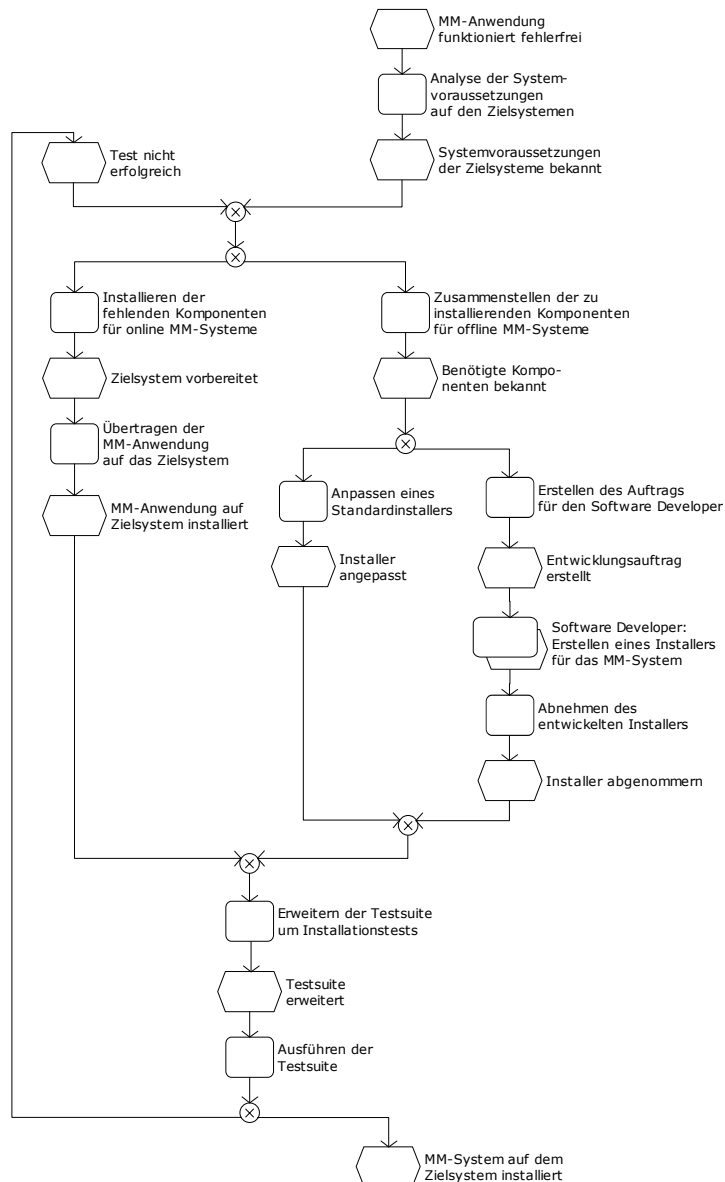 MM-Anwendung
funktioniert fehlerfrei
Analyse der System-
voraussetzungen
auf den Zielsystemen
Test nicht
erfolgreich
Systemvoraussetzungen
der Zielsysteme bekannt
Installieren der
fehlenden Komponenten
für online MM-Systeme
Zusammenstellen der zu
installierenden Komponenten
für offline MM-Systeme
Zielsystem vorbereitet
Benötigte Kompo-
nenten bekannt
Übertragen der
MM-Anwendung
auf das Zielsystem
Anpassen eines
Standardinstallers
Erstellen des Auftrags
für den Software Developer
MM-Anwendung auf
Zielsystem installiert
Installer
angepasst
Entwicklungsauftrag
erstellt
Software Developer:
Erstellen eines Installers
für das MM-System
Abnehmen des
entwickelten Installers
Installer abgenommern
Erweitern der Testsuite
um Installationstests
Testsuite
erweitert
Ausführen der
Testsuite
MM-System auf dem
Zielsystem installiert